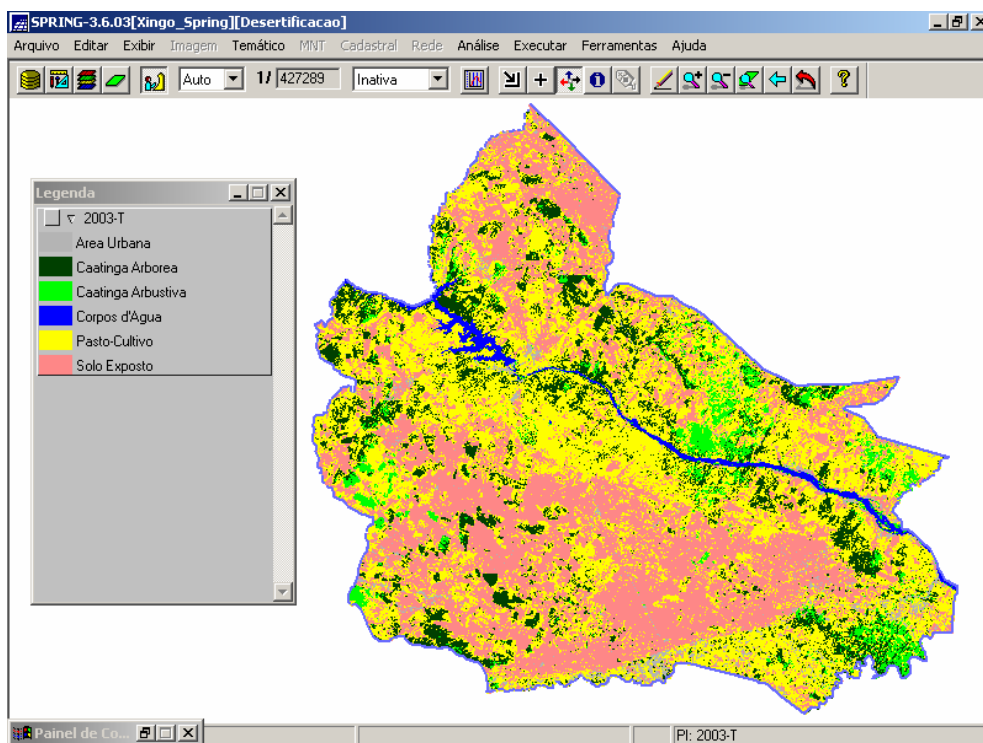 SPRING-3.6.03[Xingo_Spring][Desertificacao]
Arquivo Editar Exibir Imagem Temático MNT Cadastral Rede Análise Executar Ferramentas Ajuda
Auto 1/ 427289 Inativa
Legenda
2003-T
Area Urbana
Caatinga Arborea
Caatinga Arbustiva
Corpos d'Agua
Pasto-Cultivo
Solo Exposto
Painel de Co... PI: 2003-T